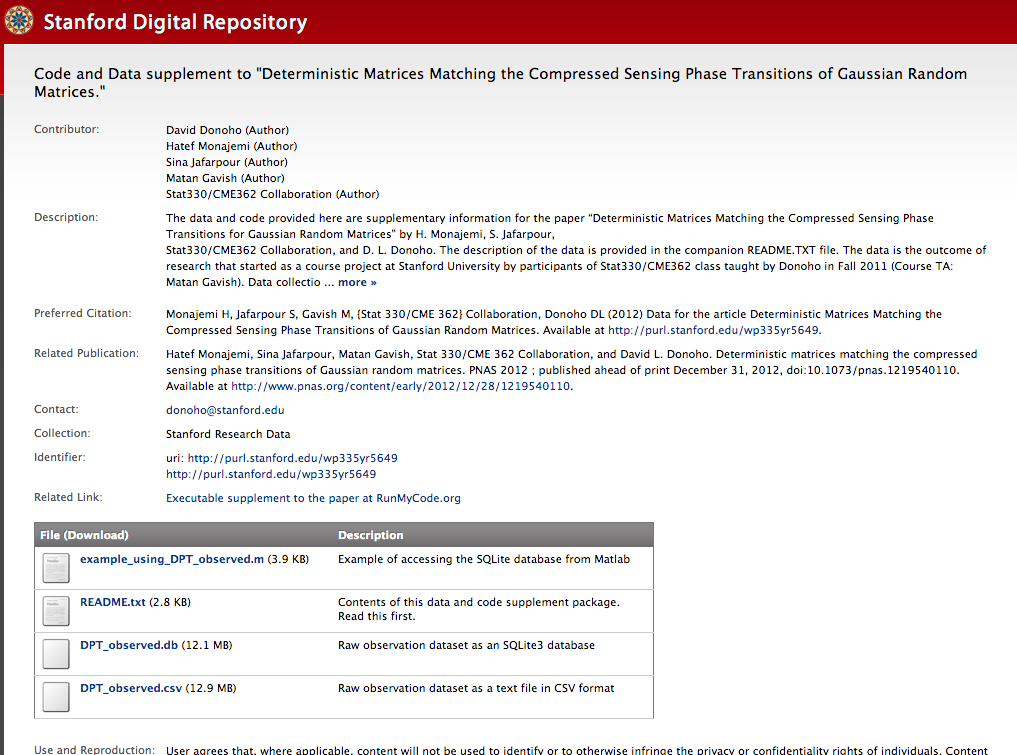 Stanford Digital Repository
Code and Data supplement to "Deterministic Matrices Matching the Compressed Sensing Phase Transitions of Gaussian Random
Matrices."
Contributor:
David Donoho (Author)
Hatef Monajemi (Author)
Sina Jafarpour (Author)
Matan Gavish (Author)
Stat330/CME362 Collaboration (Author)
Description:
The data and code provided here are supplementary information for the paper "Deterministic Matrices Matching the Compressed Sensing Phase
Transitions for Gaussian Random Matrices" by H. Monajemi, S. Jafarpour,
Stat330/CME362 Collaboration, and D. L. Donoho. The description of the data is provided in the companion README.TXT file. The data is the outcome of
research that started as a course project at Stanford University by participants of Stat330/CME362 class taught by Donoho in Fall 2011 (Course TA:
Matan Gavish). Data collectio ... more »
Preferred Citation:
Monajemi H, Jafarpour S, Gavish M, {Stat 330/CME 362} Collaboration, Donoho DL (2012) Data for the article Deterministic Matrices Matching the
Compressed Sensing Phase Transitions of Gaussian Random Matrices. Available at http://purl.stanford.edu/wp335yr5649.
Related Publication:
Hatef Monajemi, Sina Jafarpour, Matan Gavish, Stat 330/CME 362 Collaboration, and David L. Donoho. Deterministic matrices matching the compressed
sensing phase transitions of Gaussian random matrices. PNAS 2012 ; published ahead of print December 31, 2012, doi:10.1073/pnas.1219540110.
Available at http://www.pnas.org/content/early/2012/12/28/1219540110.
Contact:
donoho@stanford.edu
Collection:
Stanford Research Data
Identifier:
uri: http://purl.stanford.edu/wp335yr5649
http://purl.stanford.edu/wp335yr5649
Related Link:
Executable supplement to the paper at RunMyCode.org
File (Download) Description
example_using_DPT_observed.m (3.9 KB) Example of accessing the SQLite database from Matlab
README.txt (2.8 KB) Contents of this data and code supplement package.
Read this first.
DPT_observed.db (12.1 MB) Raw observation dataset as an SQLite3 database
DPT_observed.csv (12.9 MB) Raw observation dataset as a text file in CSV format
Use and Reproduction: User agrees that, where applicable, content will not be used to identify or to otherwise infringe the privacy or confidentiality rights of individuals. Content